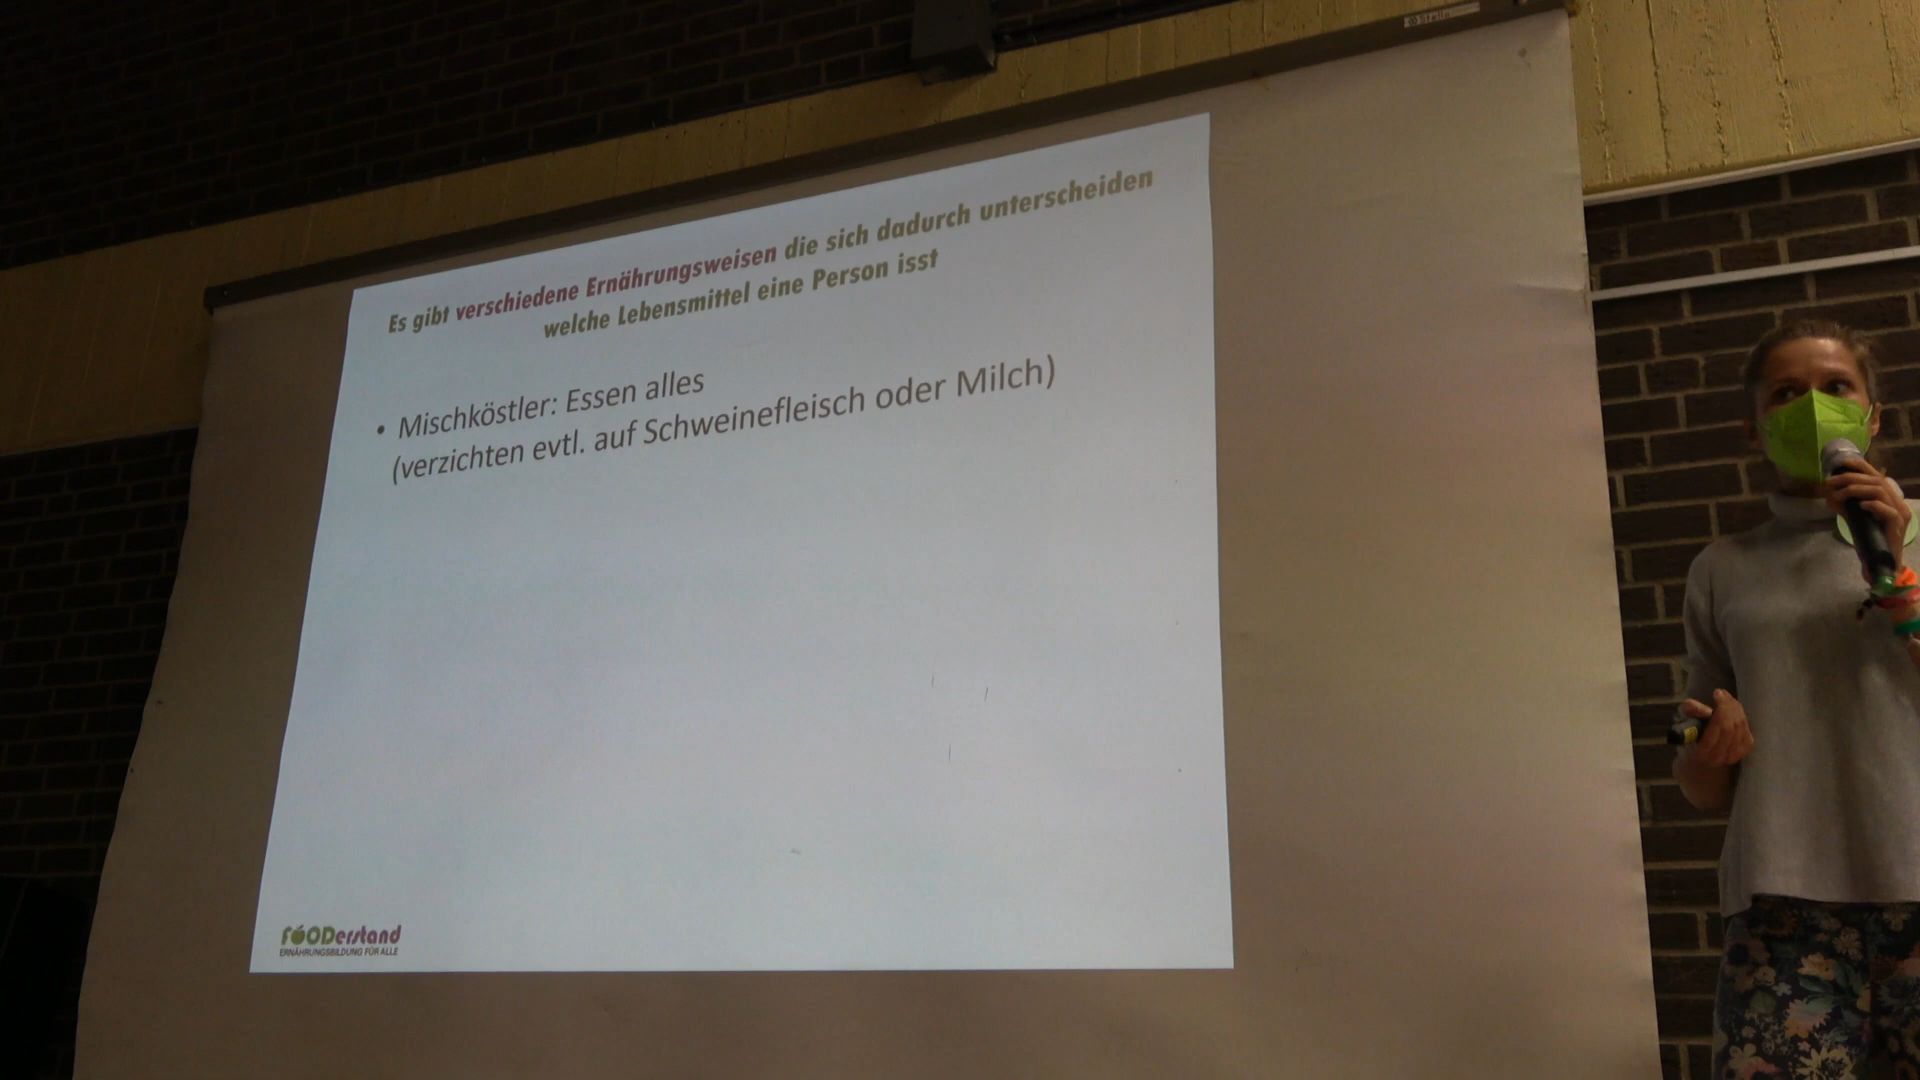 Es gibt verschiedene Ernährungsweisen die sich dadurch unterscheiden
welche Lebensmittel eine Person isst
• Mischköstler: Essen alles
(verzichten evtl. auf Schweinefleisch oder Milch)
FOODerstand
ERNÄHRUNGSBILDUNG FÜR ALLE